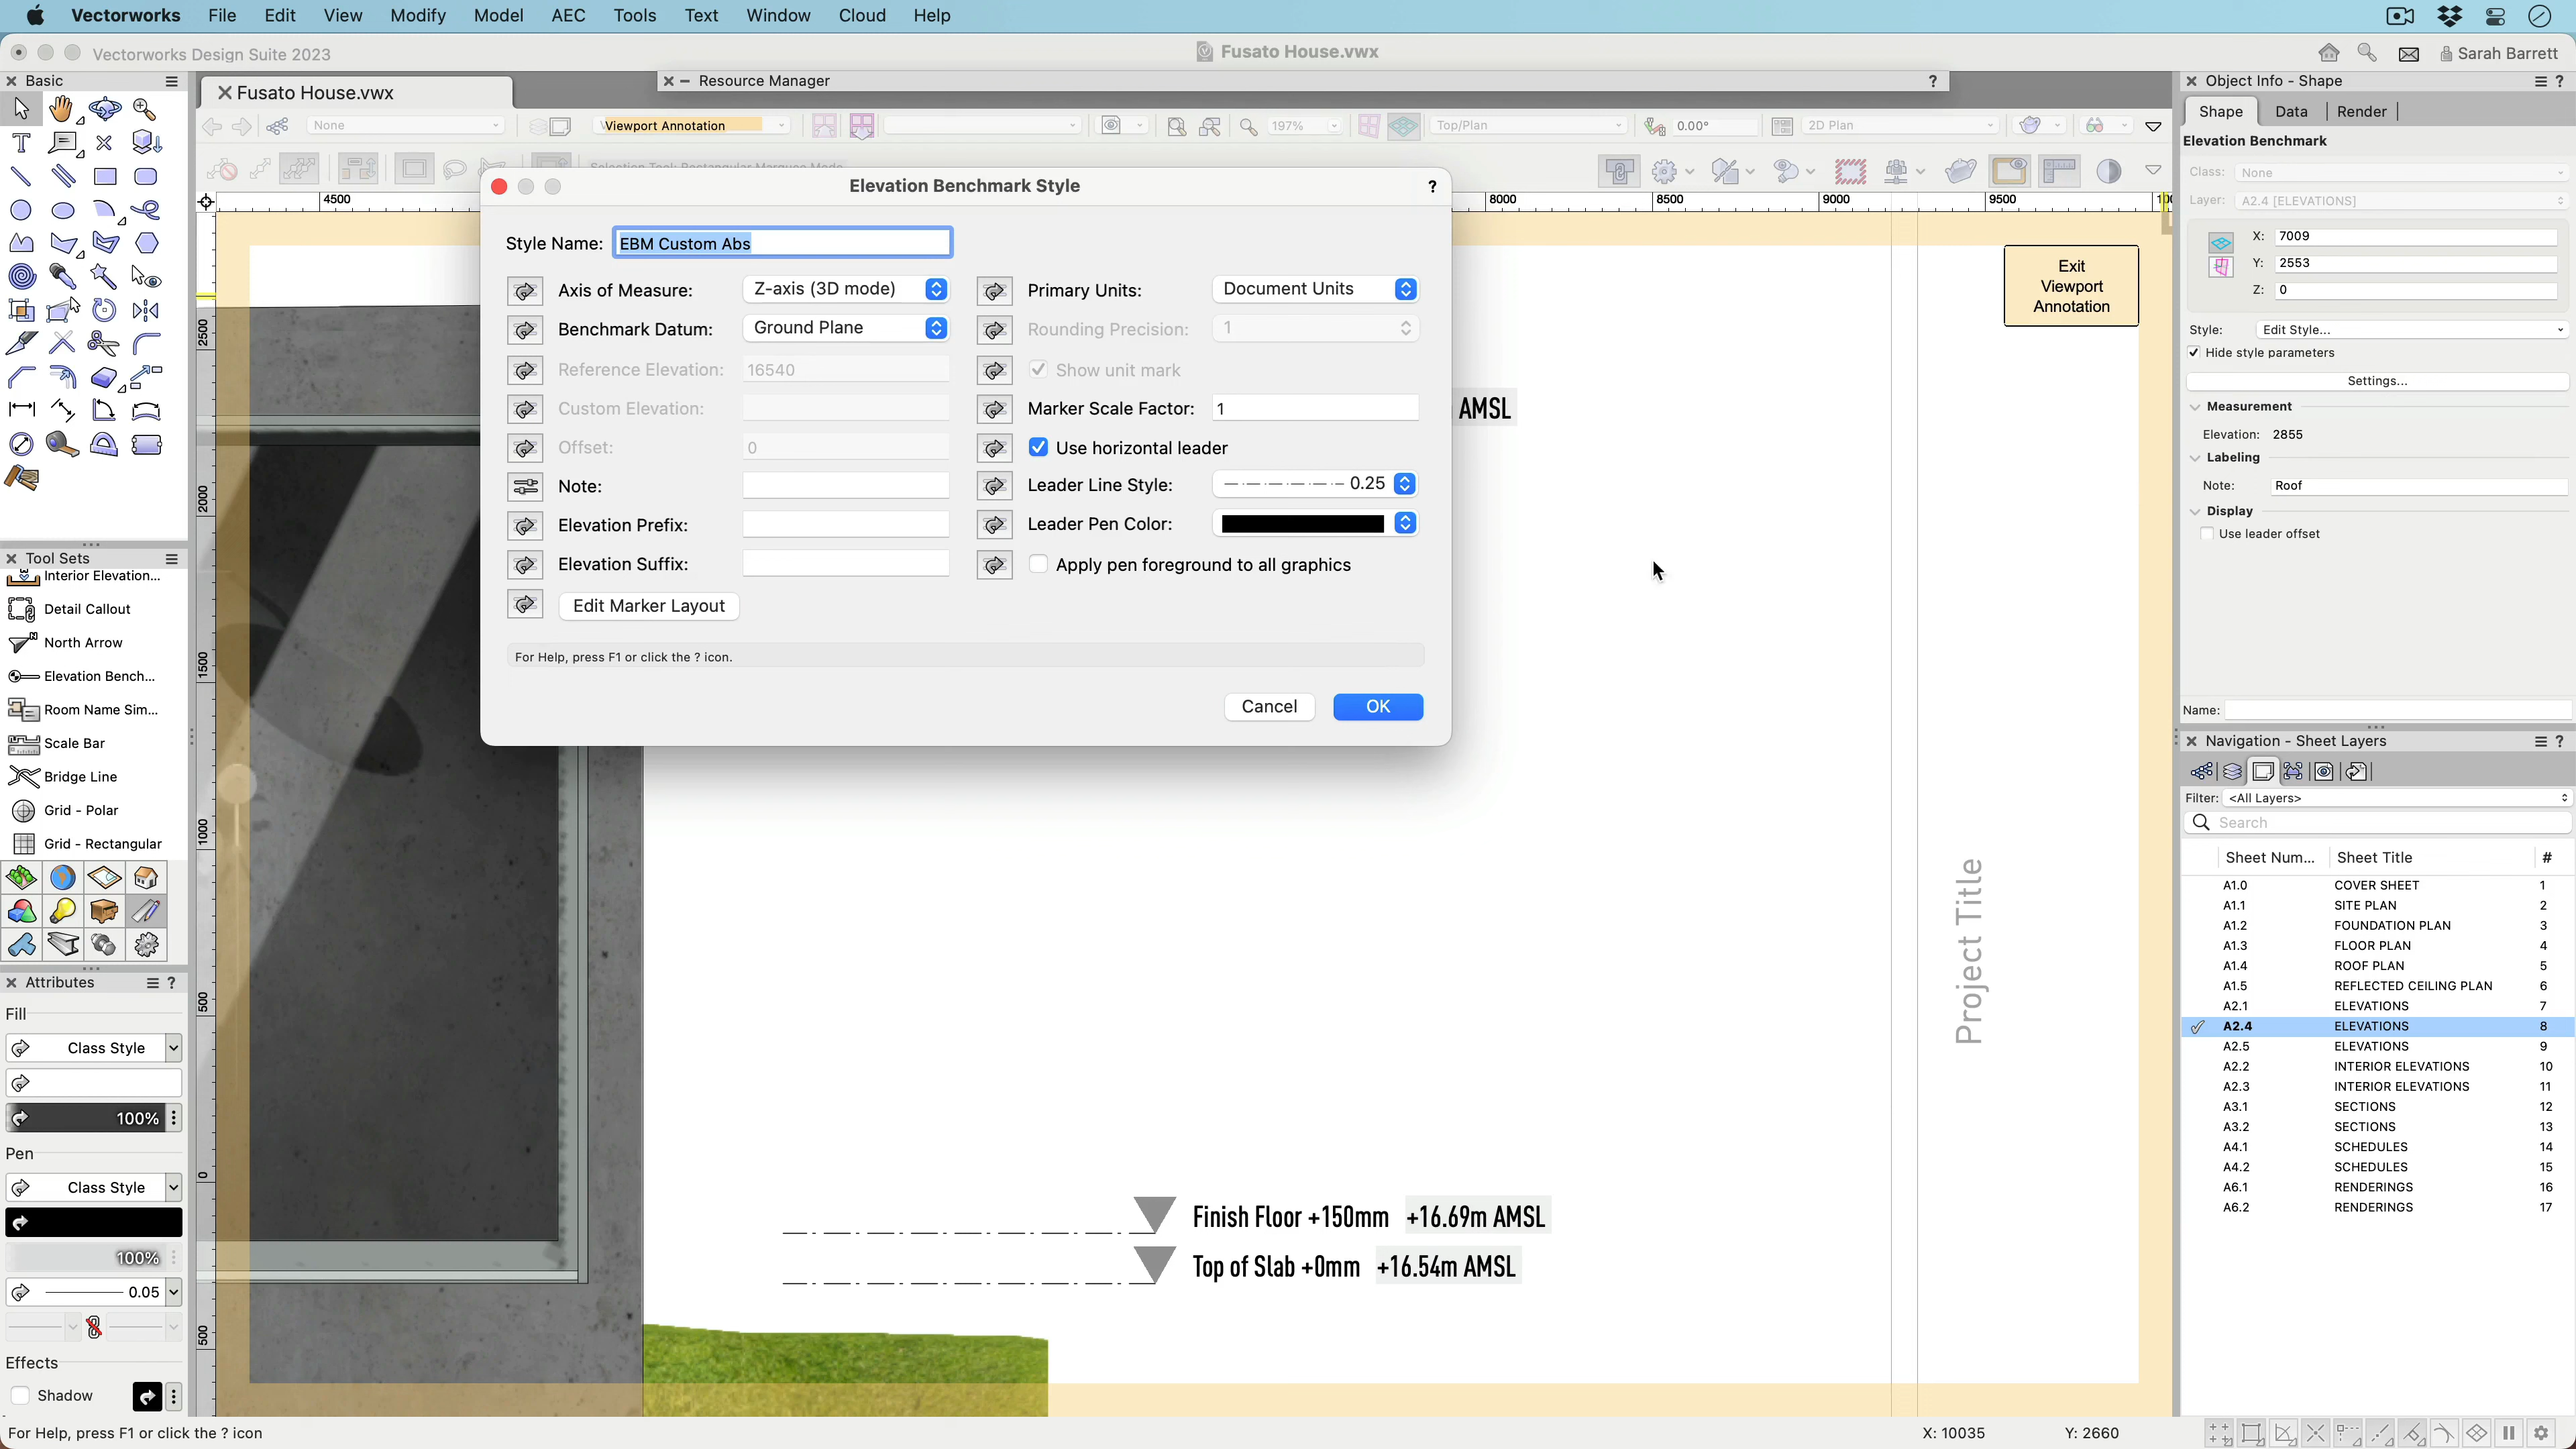 Vectorworks File Edit View Modify Model AEC Tools Text Window Cloud Help
Vectorworks Design Suite 2023
Fusato House.vwx
Sarah Barrett
Basic
Fusato House.vwx
Resource Manager ?
None
Viewport Annotation
197%
Top/Plan
0.00°
2D Plan
4500 8000 8500 9000 9500
2500
2000
1500
1000
500
0
500
Elevation Benchmark Style ?
Style Name: EBM Custom Abs
Axis of Measure: Z-axis (3D mode)
Benchmark Datum: Ground Plane
Reference Elevation: 16540
Custom Elevation:
Offset: 0
Note:
Elevation Prefix:
Elevation Suffix:
Edit Marker Layout
Primary Units: Document Units
Rounding Precision: 1
Show unit mark
Marker Scale Factor: 1
Use horizontal leader
Leader Line Style: 0.25
Leader Pen Color:
Apply pen foreground to all graphics
For Help, press F1 or click the ? icon.
Cancel OK
AMSL
Exit
Viewport
Annotation
Project Title
Finish Floor +150mm +16.69m AMSL
Top of Slab +0mm +16.54m AMSL
Tool Sets
Interior Elevation...
Detail Callout
North Arrow
Elevation Bench...
Room Name Sim...
Scale Bar
Bridge Line
Grid - Polar
Grid - Rectangular
Attributes ?
Fill
Class Style
100%
Pen
Class Style
100%
0.05
Effects
Shadow
For Help, press F1 or click the ? icon
X: 10035 Y: 2660
Object Info - Shape ?
Shape Data Render
Elevation Benchmark
Class: None
Layer: A2.4 [ELEVATIONS]
X: 7009
Y: 2553
Z: 0
Style: Edit Style...
Hide style parameters
Settings...
Measurement
Elevation: 2855
Labeling
Note: Roof
Display
Use leader offset
Name:
Navigation - Sheet Layers ?
Filter: <All Layers>
Search
Sheet Num... Sheet Title #
A1.0 COVER SHEET 1
A1.1 SITE PLAN 2
A1.2 FOUNDATION PLAN 3
A1.3 FLOOR PLAN 4
A1.4 ROOF PLAN 5
A1.5 REFLECTED CEILING PLAN 6
A2.1 ELEVATIONS 7
A2.4 ELEVATIONS 8
A2.5 ELEVATIONS 9
A2.2 INTERIOR ELEVATIONS 10
A2.3 INTERIOR ELEVATIONS 11
A3.1 SECTIONS 12
A3.2 SECTIONS 13
A4.1 SCHEDULES 14
A4.2 SCHEDULES 15
A6.1 RENDERINGS 16
A6.2 RENDERINGS 17